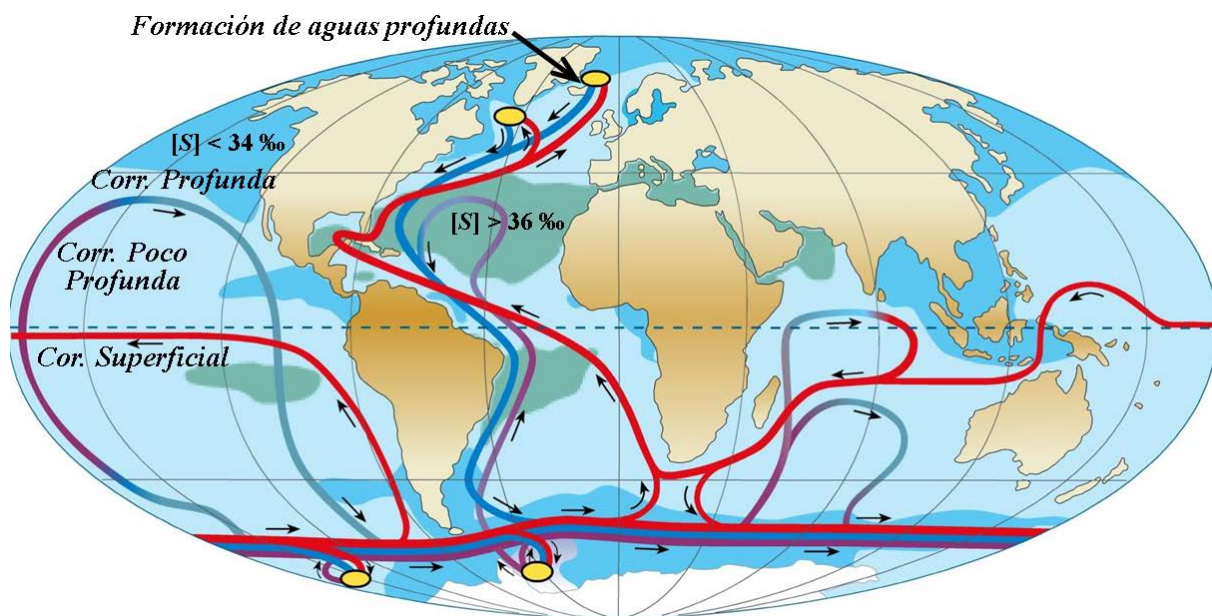 Formación de aguas profundas
[S] < 34 ‰
Corr. Profunda
[S] > 36 ‰
Corr. Poco
Profunda
Cor. Superficial